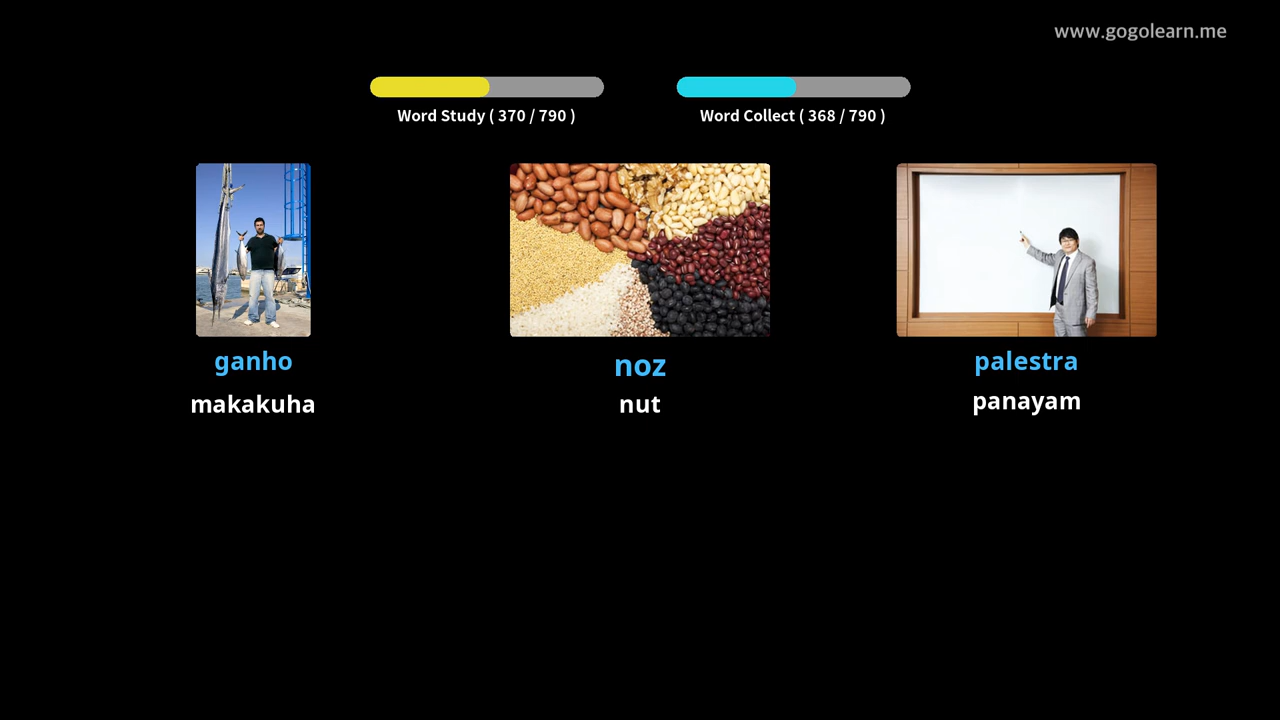 www.gogolearn.me
Word Study ( 370 / 790 )
Word Collect ( 368 / 790 )
ganho
makakuha
noz
nut
palestra
panayam